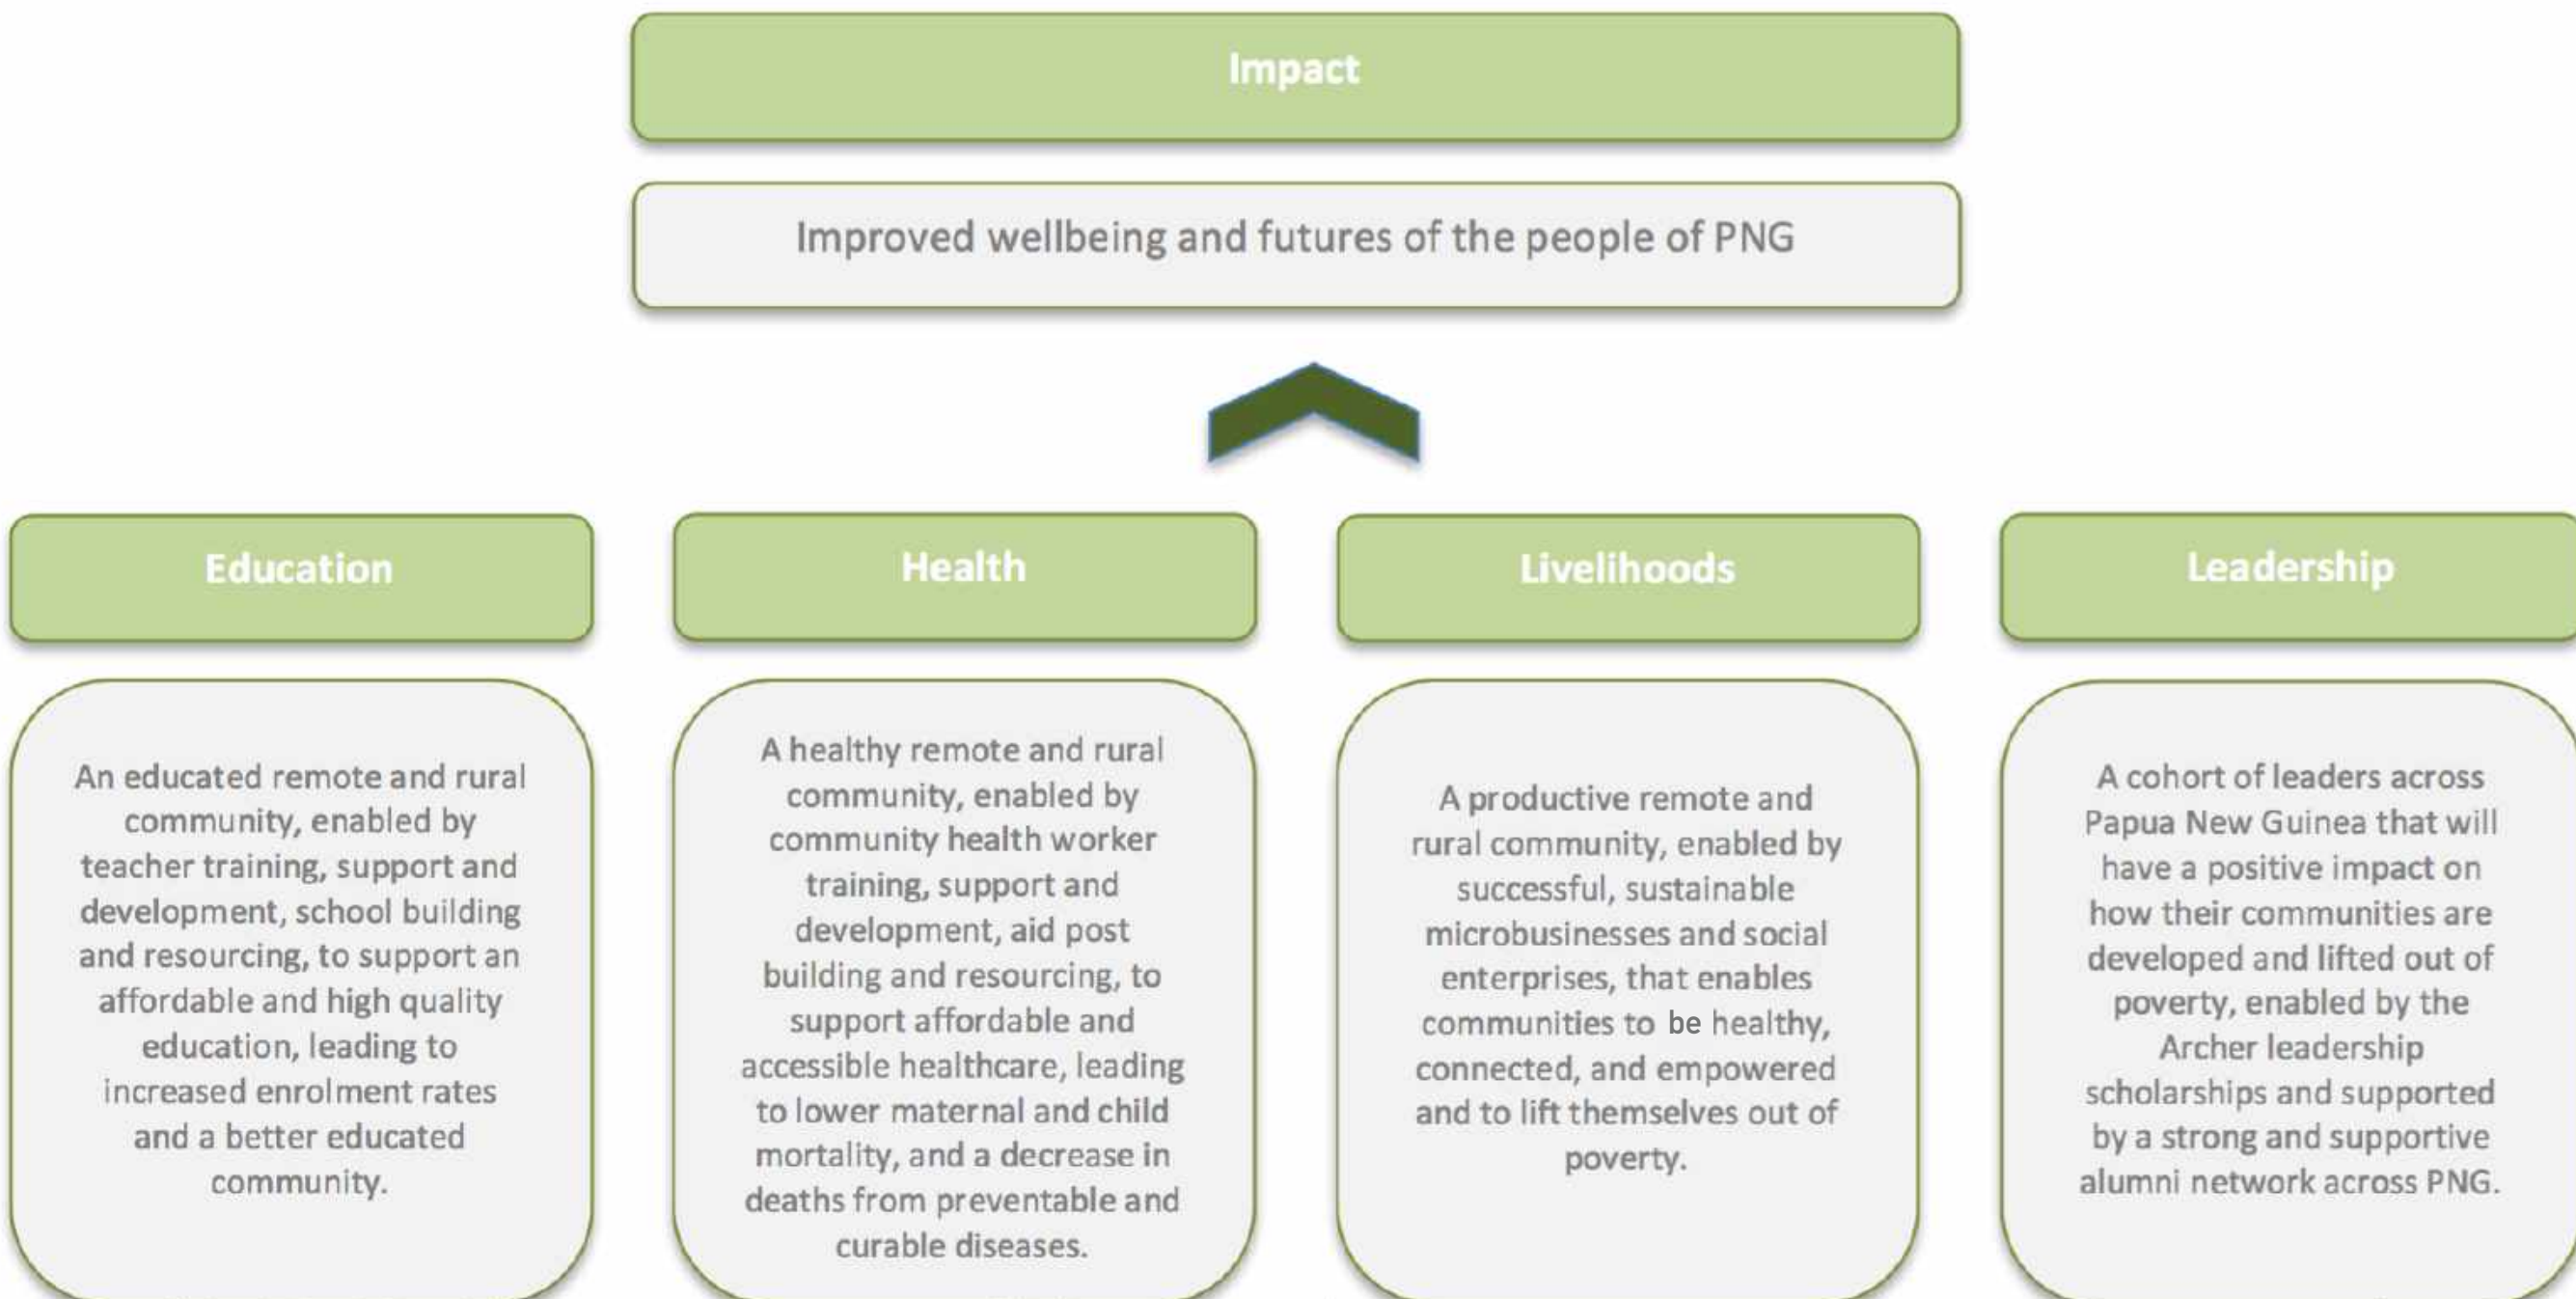 Impact
Improved wellbeing and futures of the people of PNG
Education
An educated remote and rural
community, enabled by
teacher training, support and
development, school building
and resourcing, to support an
affordable and high quality
education, leading to
increased enrolment rates
and a better educated
community.
Health
A healthy remote and rural
community, enabled by
community health worker
training, support and
development, aid post
building and resourcing, to
support affordable and
accessible healthcare, leading
to lower maternal and child
mortality, and a decrease in
deaths from preventable and
curable diseases.
Livelihoods
A productive remote and
rural community, enabled by
successful, sustainable
microbusinesses and social
enterprises, that enables
communities to be healthy,
connected, and empowered
and to lift themselves out of
poverty.
Leadership
A cohort of leaders across
Papua New Guinea that will
have a positive impact on
how their communities are
developed and lifted out of
poverty, enabled by the
Archer leadership
scholarships and supported
by a strong and supportive
alumni network across PNG.